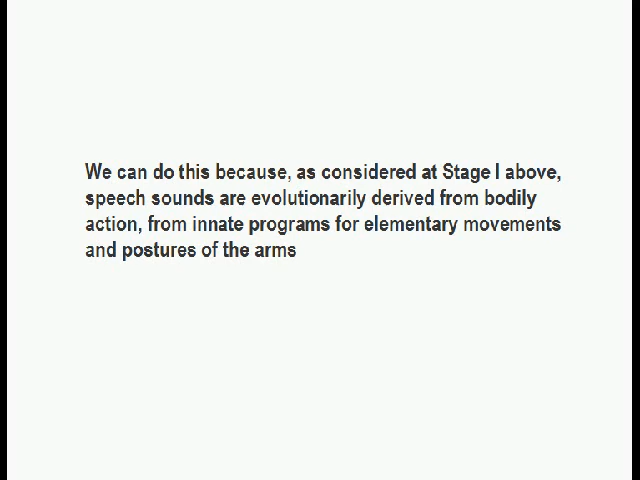 We can do this because, as considered at Stage I above,
speech sounds are evolutionarily derived from bodily
action, from innate programs for elementary movements
and postures of the arms